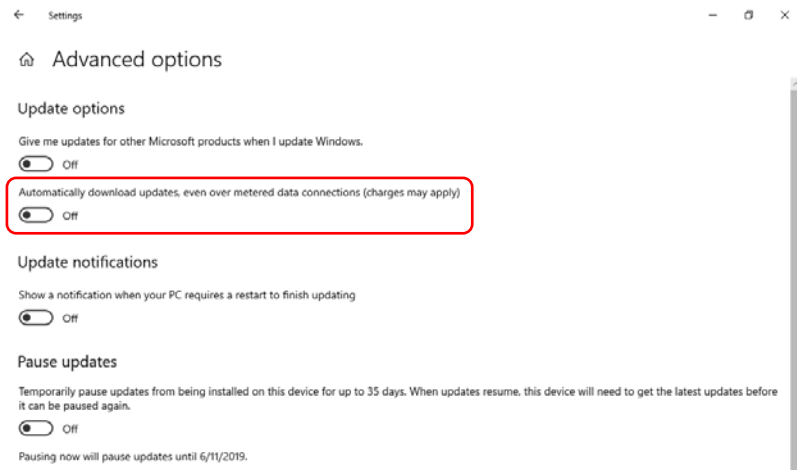 Settings
Advanced options
Update options
Give me updates for other Microsoft products when I update Windows.
Off
Automatically download updates, even over metered data connections (charges may apply)
Off
Update notifications
Show a notification when your PC requires a restart to finish updating
Off
Pause updates
Temporarily pause updates from being installed on this device for up to 35 days. When updates resume, this device will need to get the latest updates before
it can be paused again.
Off
Pausing now will pause updates until 6/11/2019.